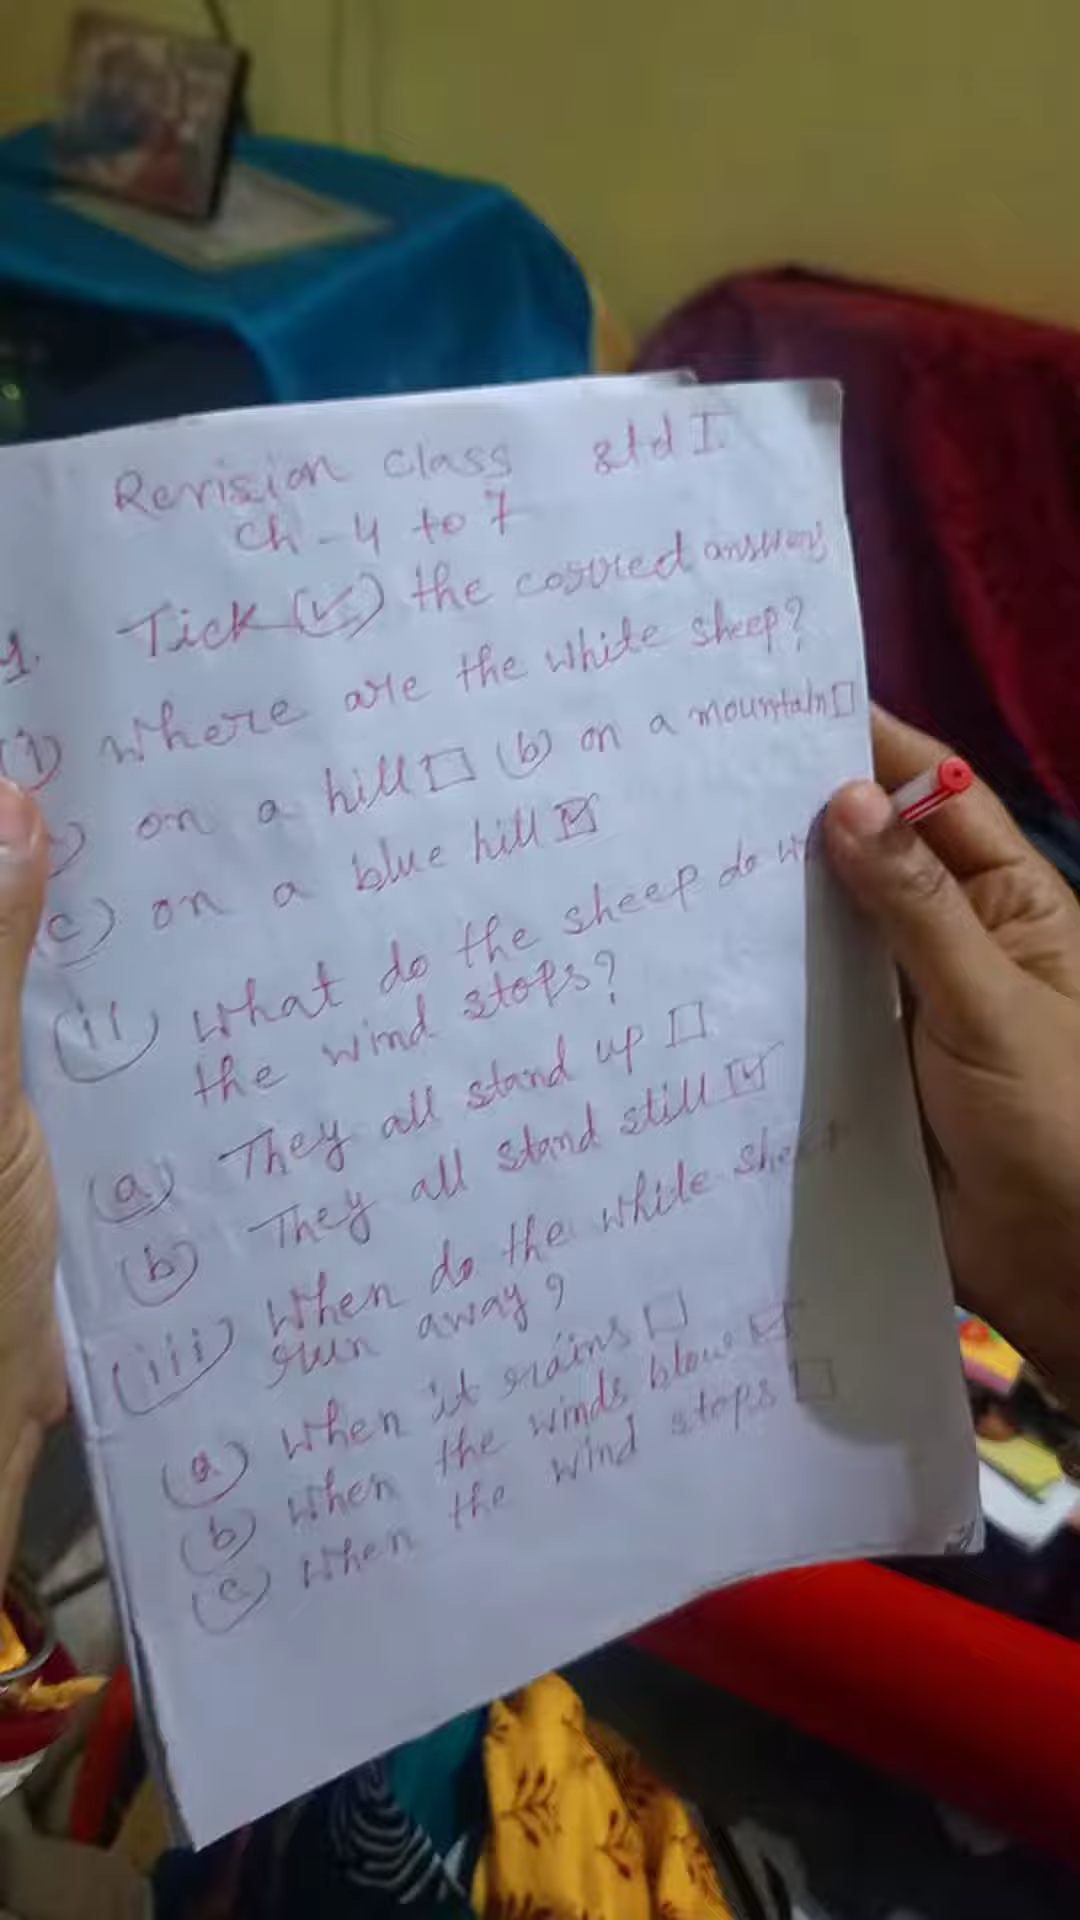 Revision Class std I
Ch - 4 to 7
1. Tick (✓) the correct answer
(i) Where are the white sheep?
on a hill ☐ (b) on a mountain ☐
(c) on a blue hill ☑
(ii) What do the sheep do
the wind stops?
(a) They all stand up ☐
(b) They all stand still ☑
(iii) When do the white
run away?
(a) When it rains ☐
(b) When the winds blow ☑
(c) When the wind stops ☐